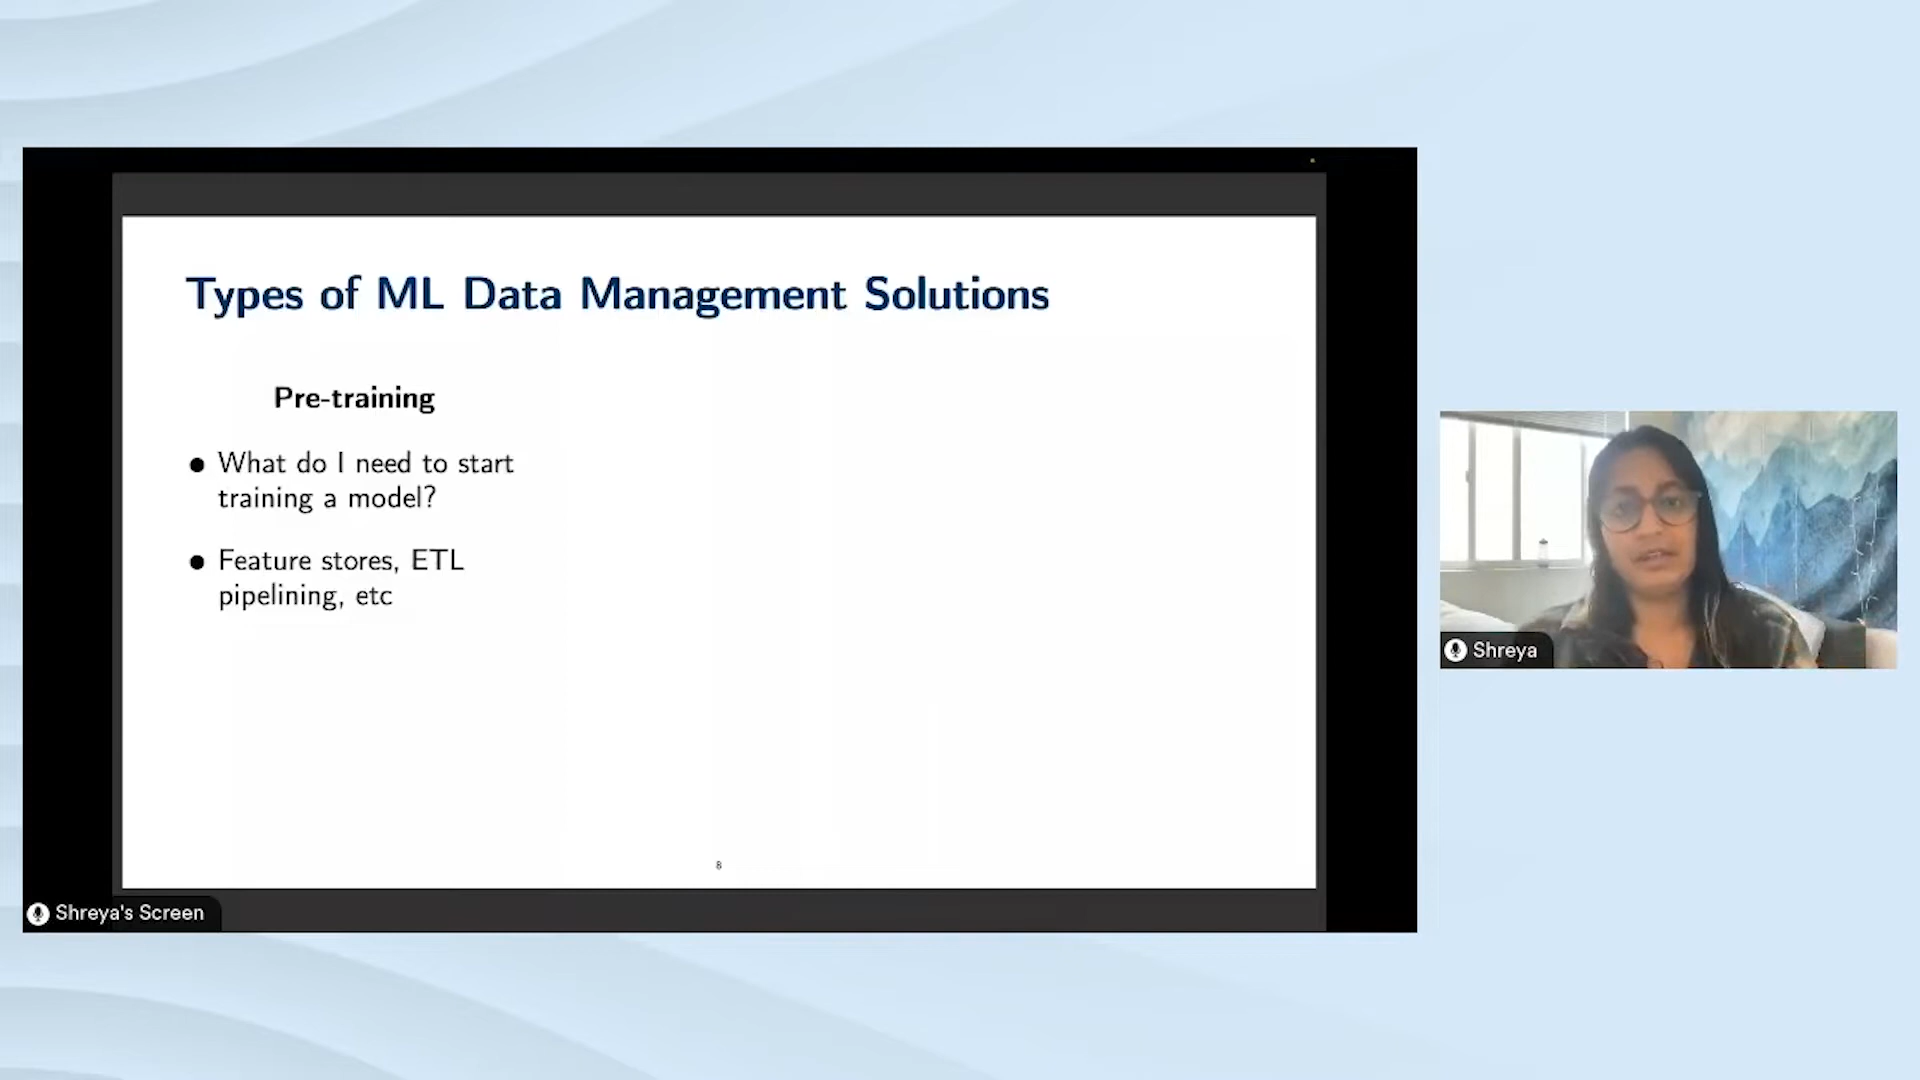 Types of ML Data Management Solutions
Pre-training
What do I need to start
training a model?
Feature stores, ETL
pipelining, etc
8
Shreya's Screen
Shreya